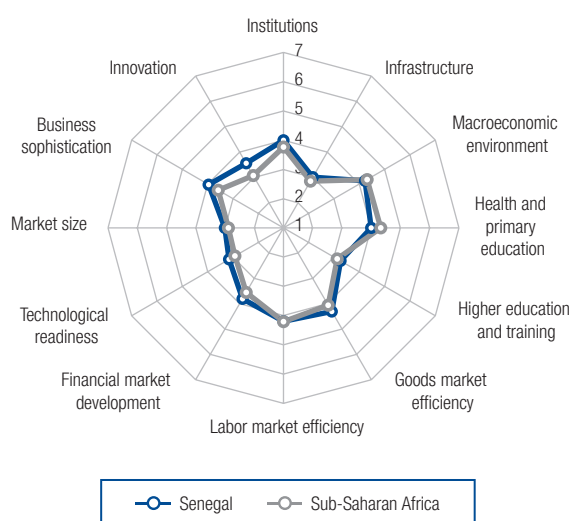 Institutions
7
6
5
4
3
2
1
Infrastructure
Macroeconomic
environment
Health and
primary
education
Higher education
and training
Goods market
efficiency
Labor market efficiency
Financial market
development
Technological
readiness
Market size
Business
sophistication
Innovation
Senegal
Sub-Saharan Africa